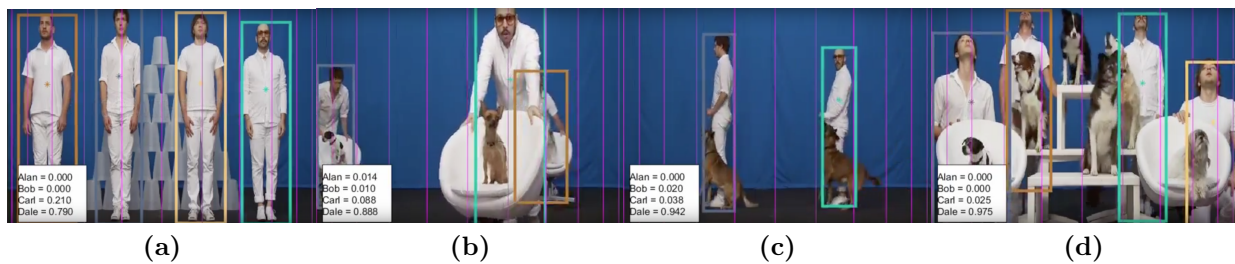 Alan = 0.000
Bob = 0.000
Carl = 0.210
Dale = 0.790
Alan = 0.014
Bob = 0.010
Carl = 0.088
Dale = 0.888
Alan = 0.000
Bob = 0.020
Carl = 0.038
Dale = 0.942
Alan = 0.000
Bob = 0.000
Carl = 0.025
Dale = 0.975
(a)
(b)
(c)
(d)